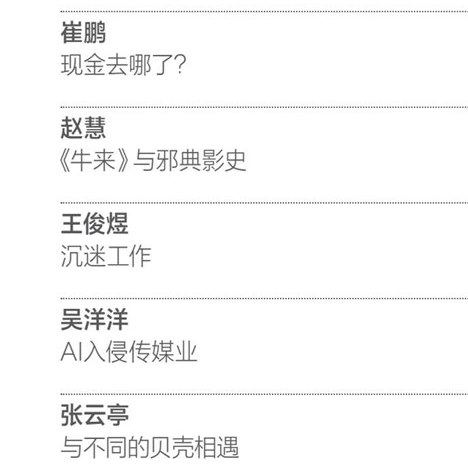 崔鹏
现金去哪了？
赵慧
《牛来》与邪典影史
王俊煜
沉迷工作
吴洋洋
AI入侵传媒业
张云亭
与不同的贝壳相遇